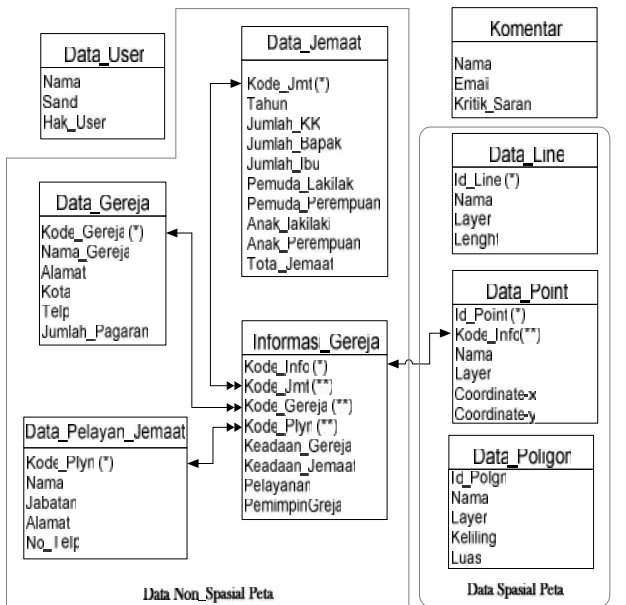 Data_User
Nama
Sand
Hak_User
Data_Jemaat
Kode_Jmt(*)
Tahun
Jumlah_KK
Jumlah_Bapak
Jumlah_Ibu
Pemuda_Lakilak
Pemuda_Perempuan
Anak_lakilaki
Anak_Perempuan
Tota_Jemaat
Komentar
Nama
Emai
Kritik_Saran
Data_Gereja
Kode_Gereja (*)
Nama_Gereja
Alamat
Kota
Telp
Jumlah_Pagaran
Data_Line
Id_Line (*)
Nama
Layer
Lenght
Data_Point
Id_Point (*)
Kode_Info(**)
Nama
Layer
Coordinate-x
Coordinate-y
Informasi_Gereja
Kode_Info (*)
Kode_Jmt (**)
Kode_Gereja (**)
Kode_Plyn (**)
Keadaan_Gereja
Keadaan_Jemaat
Pelayanan
PemimpinGreja
Data_Pelayan_Jemaat
Kode_Plyn (*)
Nama
Jabatan
Alamat
No_Telp
Data_Poligon
Id_Polgn
Nama
Layer
Keliling
Luas
Data Non_Spasial Peta
Data Spasial Peta